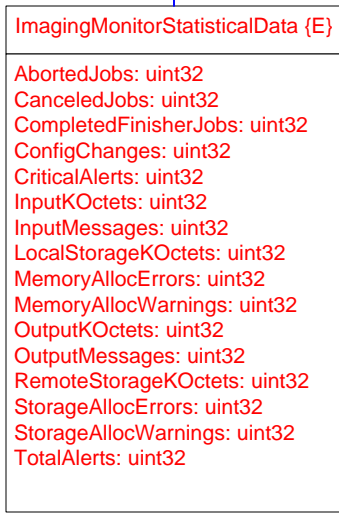 ImagingMonitorStatisticalData {E}
AbortedJobs: uint32
CanceledJobs: uint32
CompletedFinisherJobs: uint32
ConfigChanges: uint32
CriticalAlerts: uint32
InputKOctets: uint32
InputMessages: uint32
LocalStorageKOctets: uint32
MemoryAllocErrors: uint32
MemoryAllocWarnings: uint32
OutputKOctets: uint32
OutputMessages: uint32
RemoteStorageKOctets: uint32
StorageAllocErrors: uint32
StorageAllocWarnings: uint32
TotalAlerts: uint32